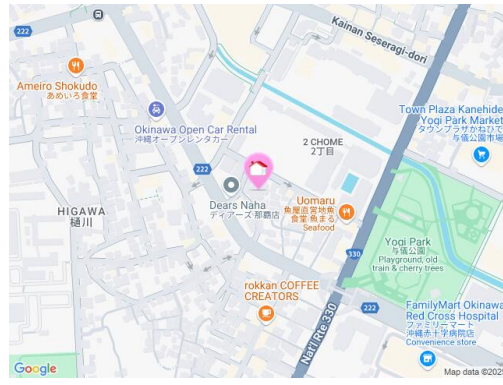 222
Kainan Seseragi-dori
Ameiro Shokudo
あめいろ食堂
Okinawa Open Car Rental
沖縄オープンレンタカー
Town Plaza Kanehide
Yogi Park Market
タウンプラザかねひで
与儀公園市場
2 CHOME
2丁目
222
Dears Naha
ディアーズ·那覇店
Uomaru
魚屋直営地魚
食堂 魚まる
Seafood
HIGAWA
樋川
Yogi Park
与儀公園
Playground, old
train & cherry trees
330
rokkan COFFEE
CREATORS
Nat'l Rte 330
222
FamilyMart Okinawa
Red Cross Hospital
ファミリーマート
沖縄赤十字病院店
Convenience store
Google
Map data ©202